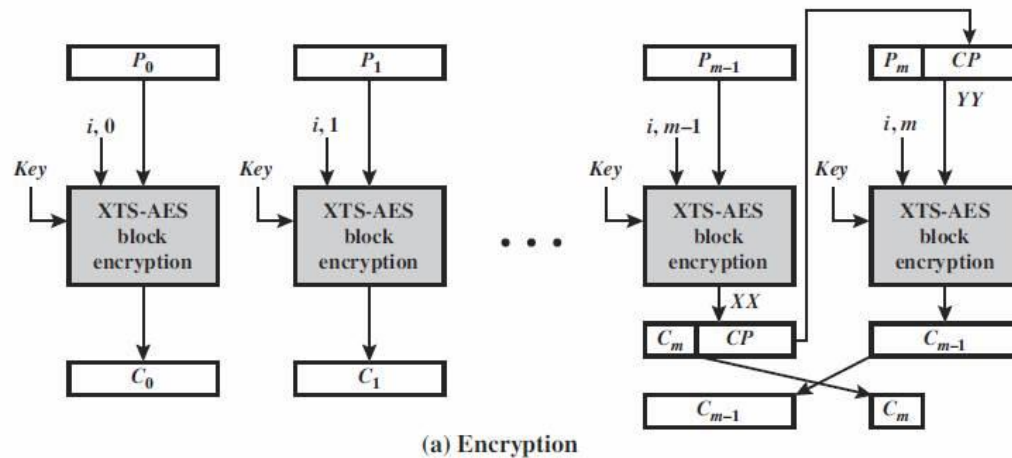 P₀ P₁ Pₘ₋₁ Pₘ CP
YY
i, 0 i, 1 i, m–1 i, m
Key Key Key Key
XTS-AES XTS-AES XTS-AES XTS-AES
block block block block
encryption encryption • • • encryption encryption
XX
Cₘ CP Cₘ₋₁
C₀ C₁
Cₘ₋₁ Cₘ
(a) Encryption